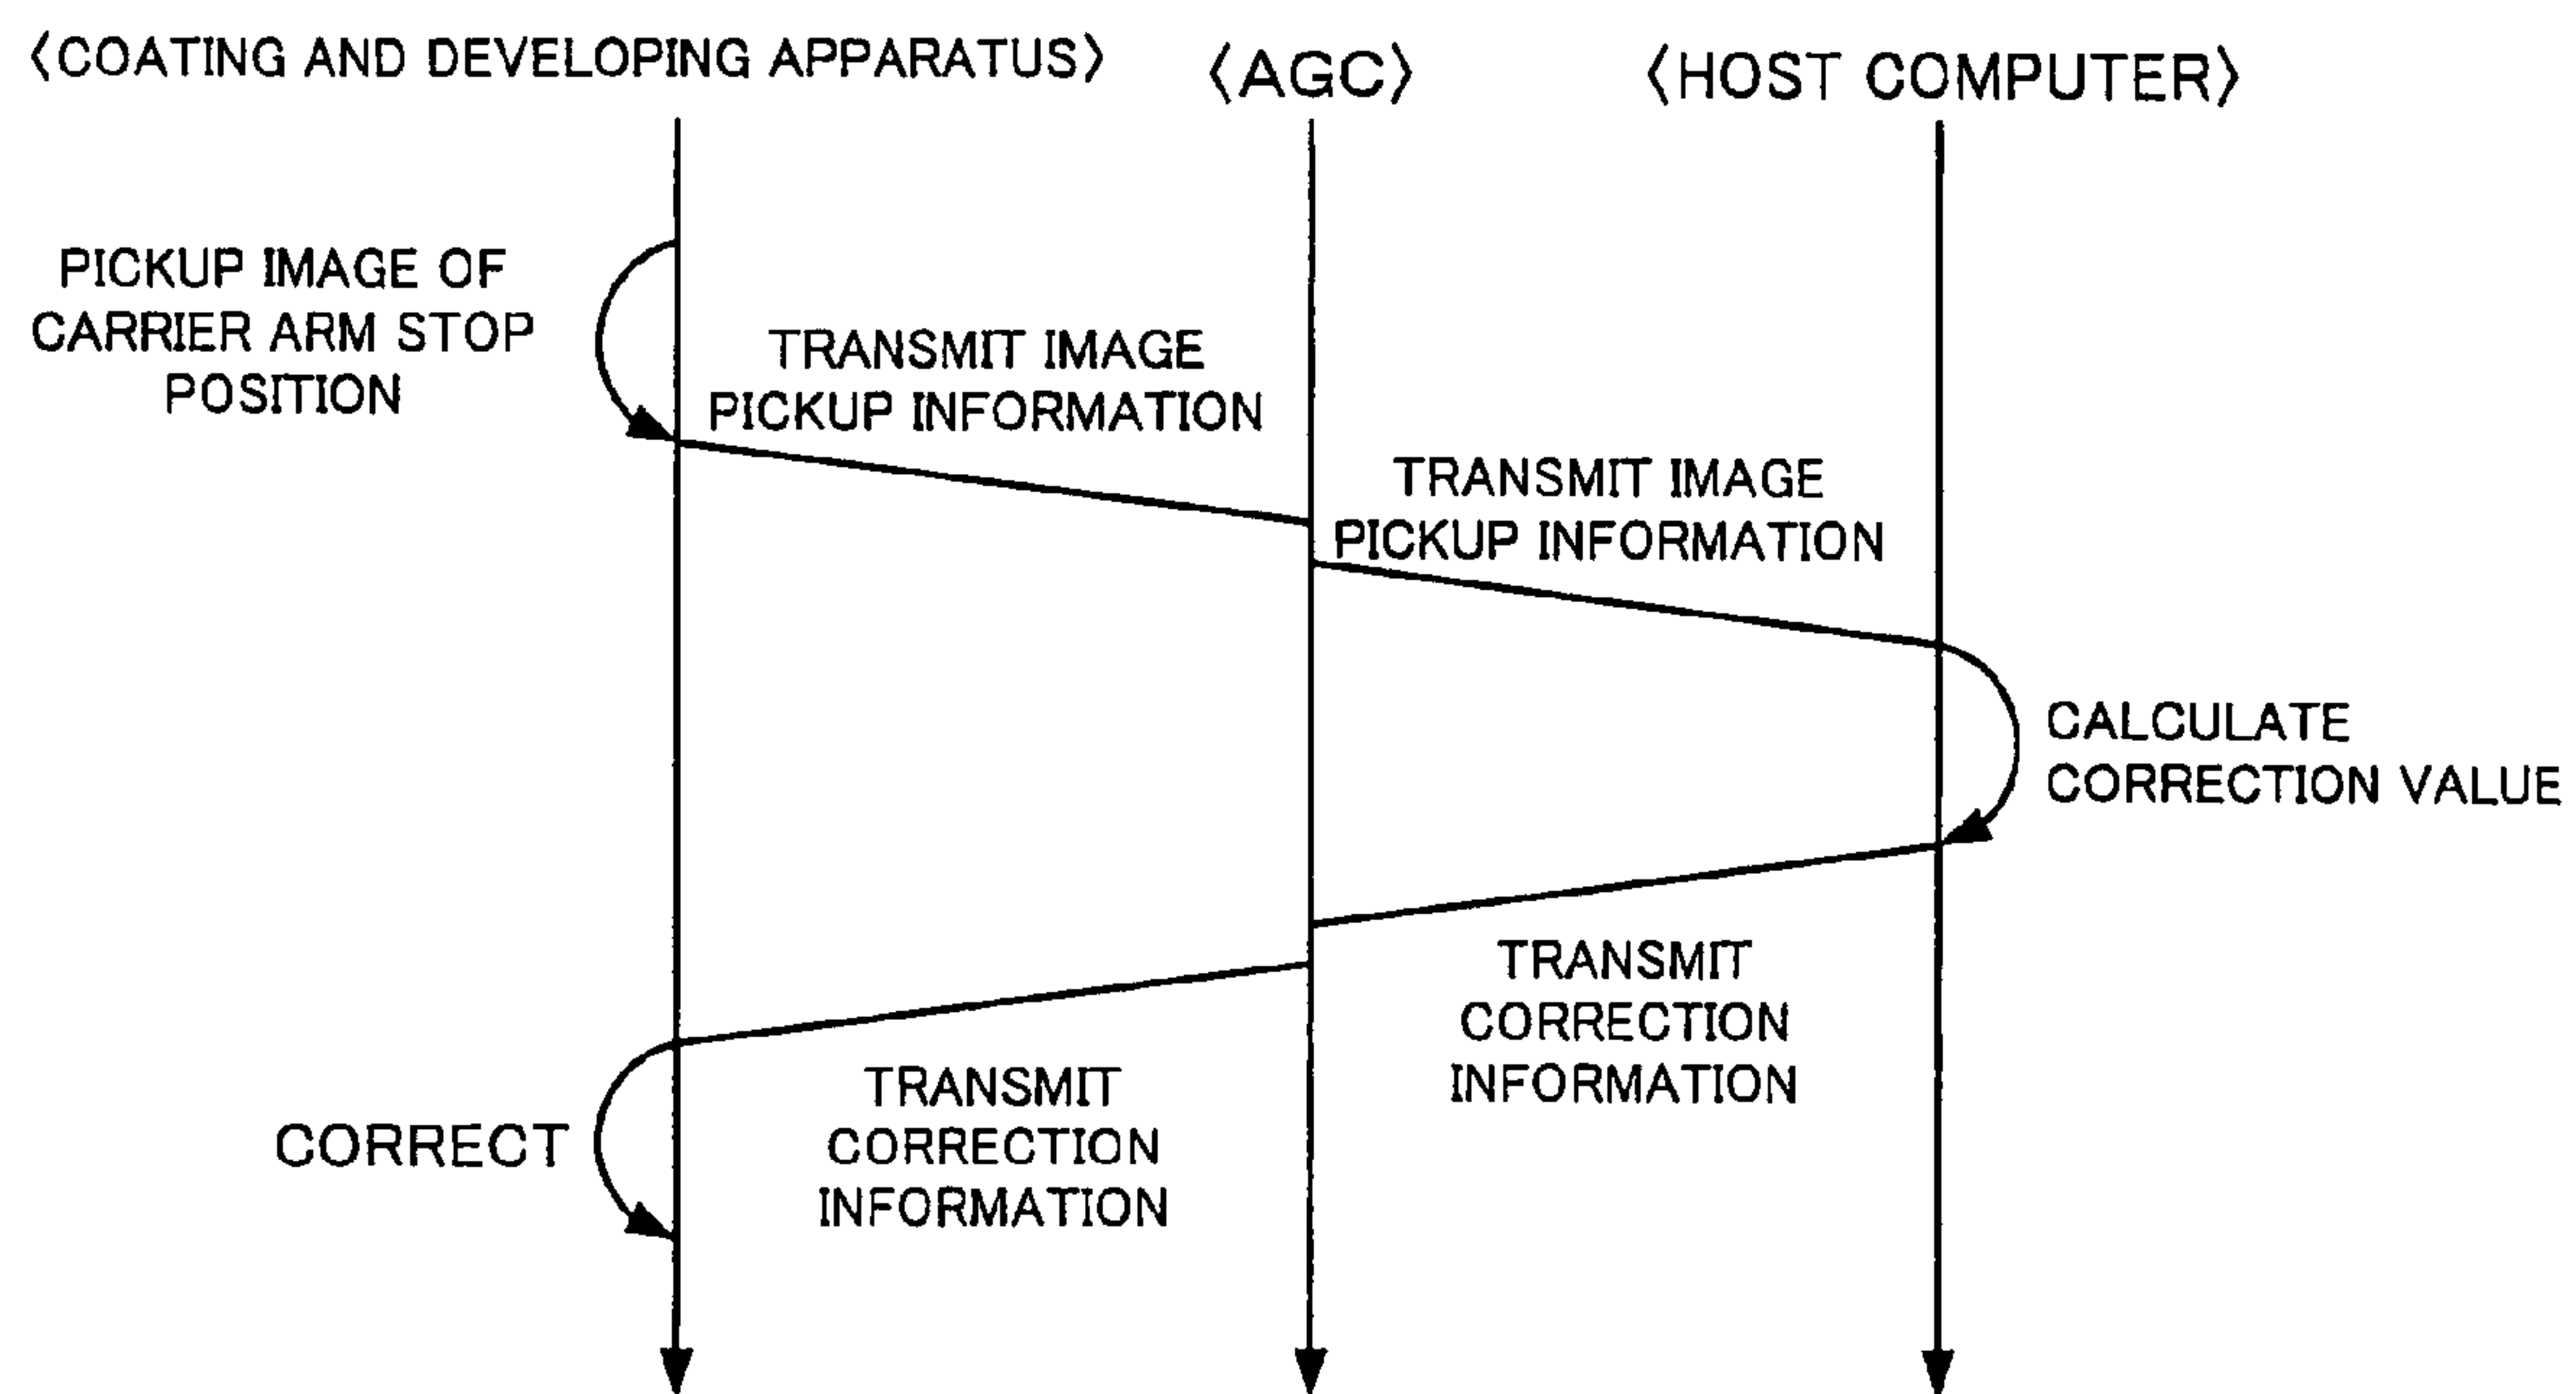 〈COATING AND DEVELOPING APPARATUS〉
〈AGC〉
〈HOST COMPUTER〉
PICKUP IMAGE OF
CARRIER ARM STOP
POSITION
TRANSMIT IMAGE
PICKUP INFORMATION
TRANSMIT IMAGE
PICKUP INFORMATION
CALCULATE
CORRECTION VALUE
TRANSMIT
CORRECTION
INFORMATION
TRANSMIT
CORRECTION
INFORMATION
CORRECT